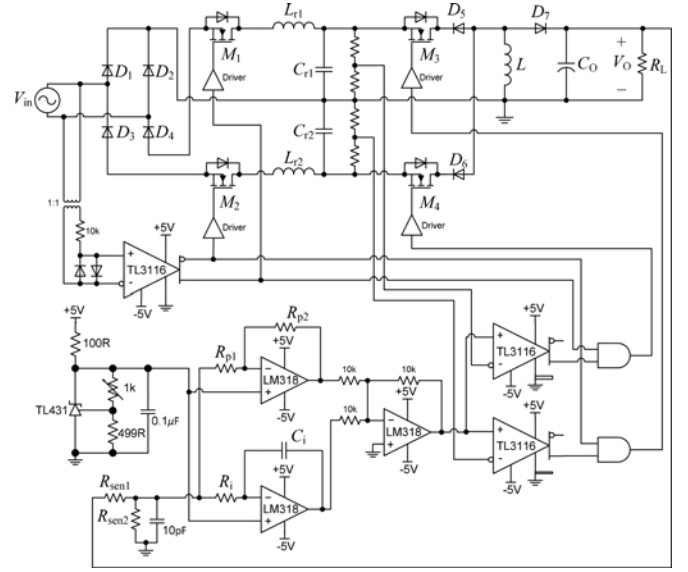 M1
Lr1
M3
D5
D7
D1
D2
Driver
Cr1
Driver
L
CO
+
VO
−
RL
Vin
D3
D4
Cr2
Lr2
D6
M2
M4
1:1
Driver
Driver
10k
+5V
+
TL3116
-
-5V
+5V
100R
TL431
1k
499R
0.1μF
Rp2
Rp1
+5V
−
LM318
+
-5V
10k
10k
10k
+5V
−
LM318
+
-5V
+5V
+
TL3116
-
-5V
+5V
+
TL3116
-
-5V
Ci
Rsen1
Rsen2
10pF
Ri
+5V
−
LM318
+
-5V